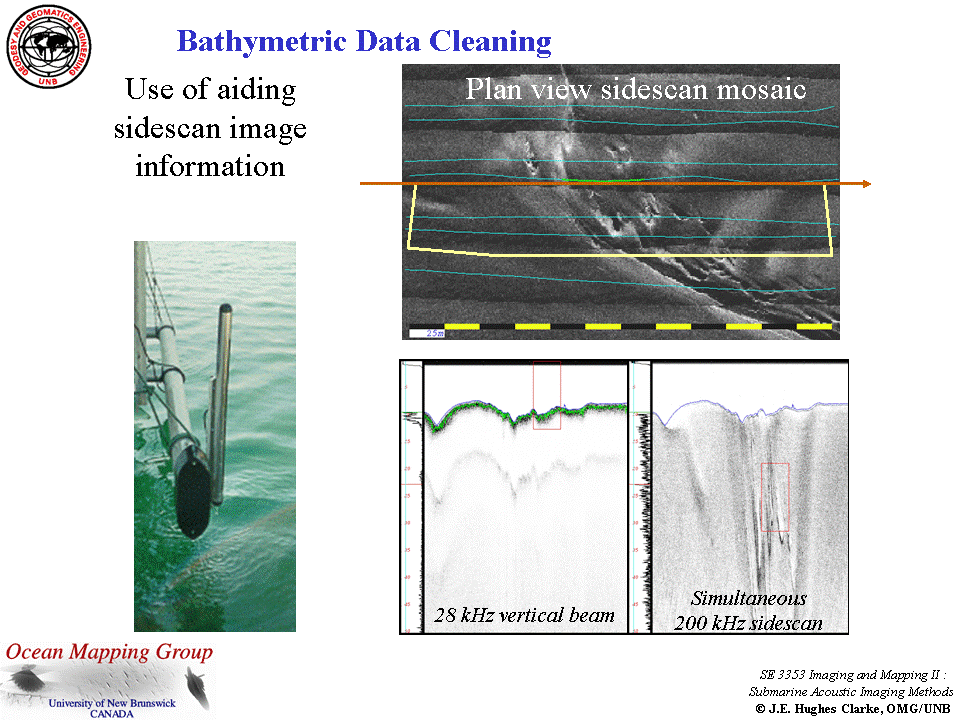 GEODESY AND GEOMATICS ENGINEERING
UNB
Bathymetric Data Cleaning
Use of aiding
sidescan image
information
Plan view sidescan mosaic
25m
28 kHz vertical beam
Simultaneous
200 kHz sidescan
Ocean Mapping Group
University of New Brunswick
CANADA
SE 3353 Imaging and Mapping II :
Submarine Acoustic Imaging Methods
© J.E. Hughes Clarke, OMG/UNB